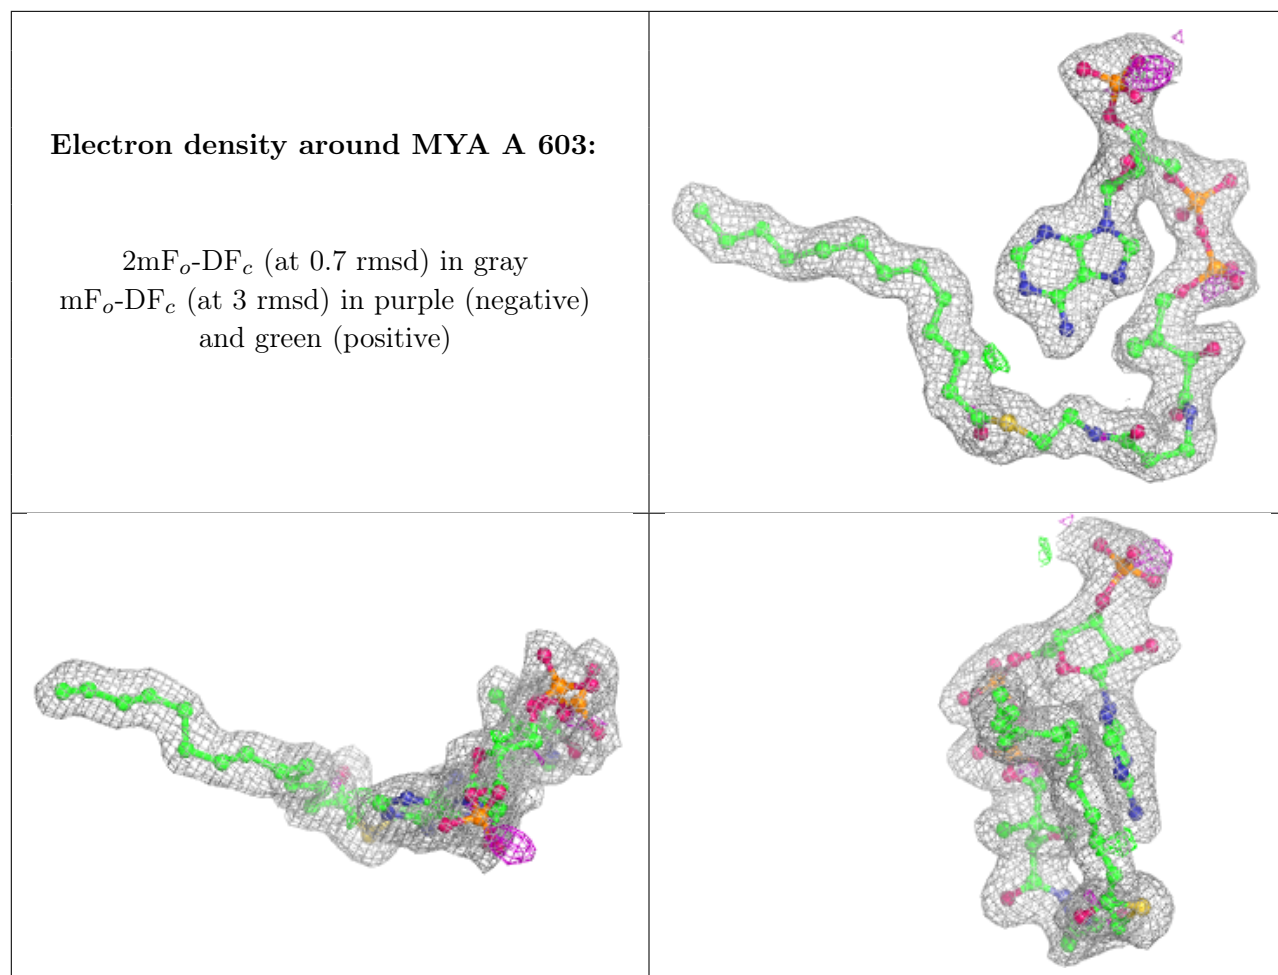 Electron density around MYA A 603:
2mFo-DFc (at 0.7 rmsd) in gray
mFo-DFc (at 3 rmsd) in purple (negative)
and green (positive)